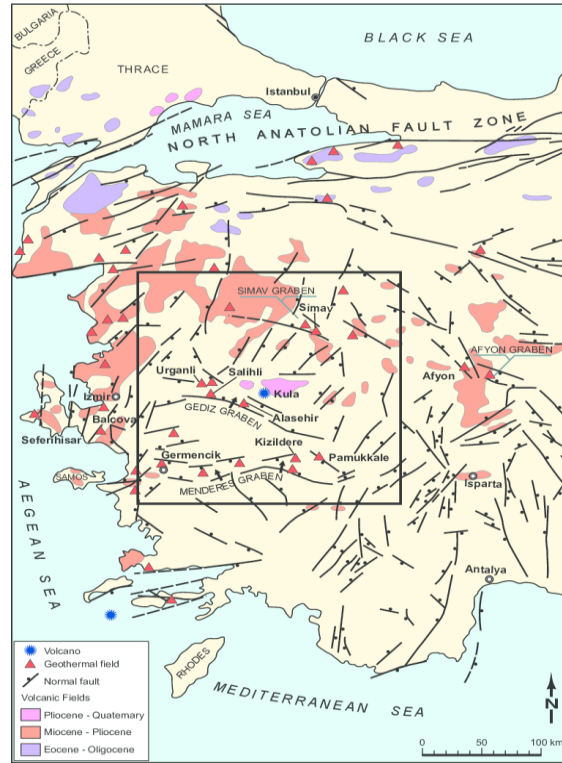 BULGARIA
GREECE
BLACK SEA
THRACE
Istanbul
MAMARA SEA
NORTH ANATOLIAN FAULT ZONE
SIMAV GRABEN
Simav
AFYON GRABEN
Urganli
Salihli
Afyon
Kula
Izmir
GEDIZ GRABEN
Alasehir
Balcova
Seferihisar
Kizildere
Germencik
Pamukkale
SAMOS
MENDERES GRABEN
Isparta
AEGEAN SEA
Antalya
RHODES
MEDITERRANEAN SEA
Volcano
Geothermal field
Normal fault
Volcanic Fields
Pliocene - Quaternary
Miocene - Pliocene
Eocene - Oligocene
N
0 50 100 km